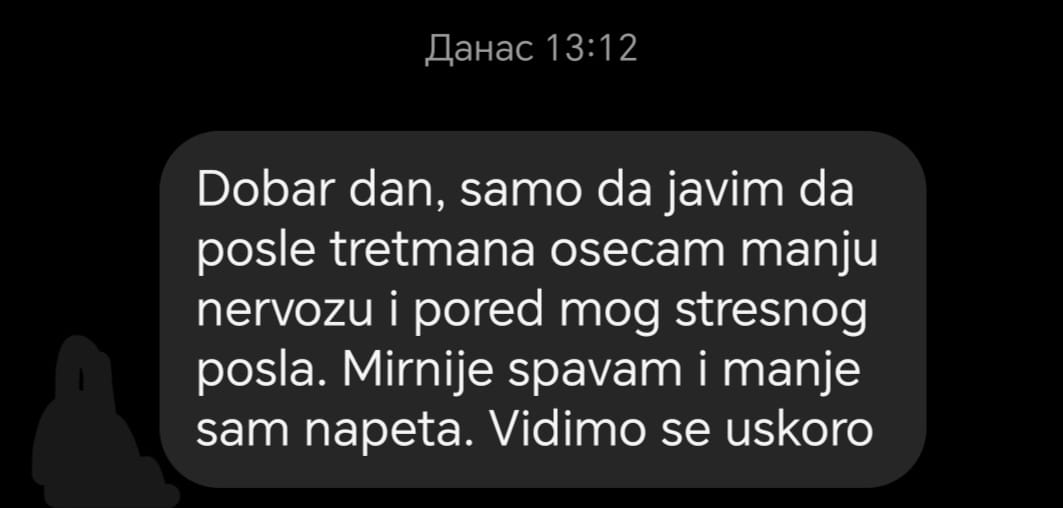 Данас 13:12
Dobar dan, samo da javim da
posle tretmana osecam manju
nervozu i pored mog stresnog
posla. Mirnije spavam i manje
sam napeta. Vidimo se uskoro